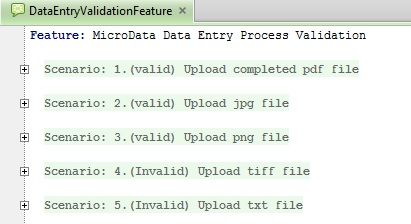 DataEntryValidationFeature ×
Feature: MicroData Data Entry Process Validation
Scenario: 1.(valid) Upload completed pdf file
Scenario: 2.(valid) Upload jpg file
Scenario: 3.(valid) Upload png file
Scenario: 4.(Invalid) Upload tiff file
Scenario: 5.(Invalid) Upload txt file